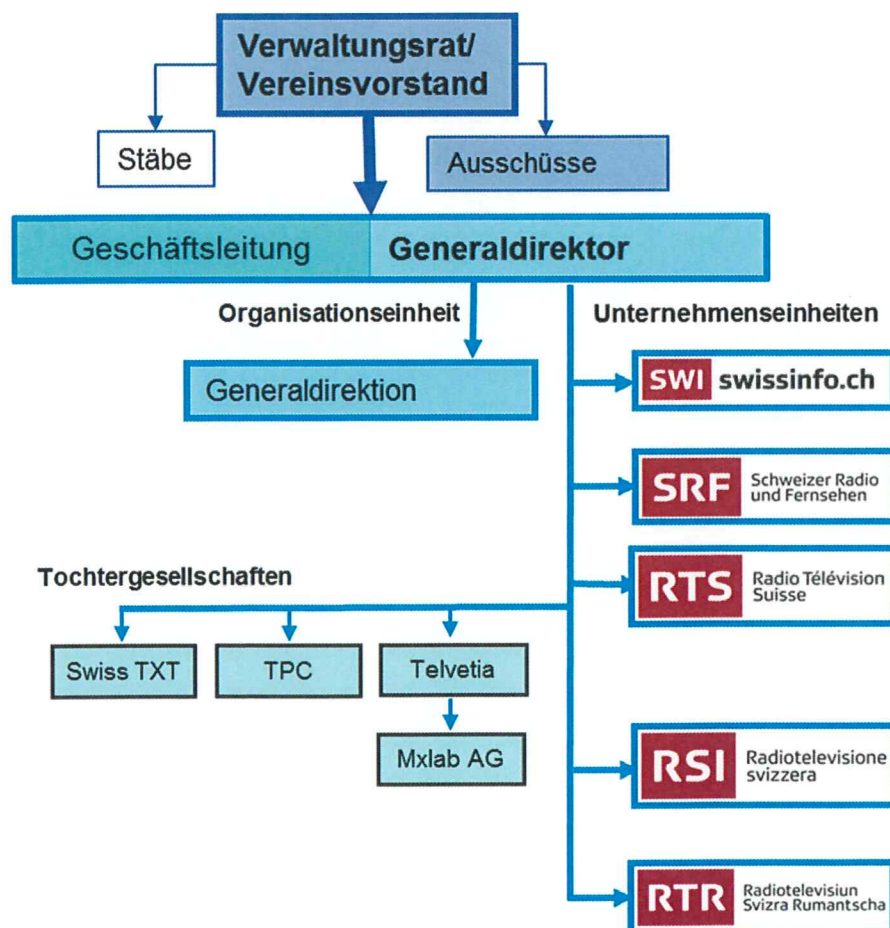 Verwaltungsrat/
Vereinsvorstand
Stäbe
Ausschüsse
Geschäftsleitung
Generaldirektor
Organisationseinheit
Unternehmenseinheiten
Generaldirektion
SWI swissinfo.ch
SRF
Schweizer Radio
und Fernsehen
Tochtergesellschaften
RTS
Radio Télévision
Suisse
Swiss TXT
TPC
Telvetia
Mxlab AG
RSI
Radiotelevisione
svizzera
RTR
Radiotelevisiun
Svizra Rumantscha